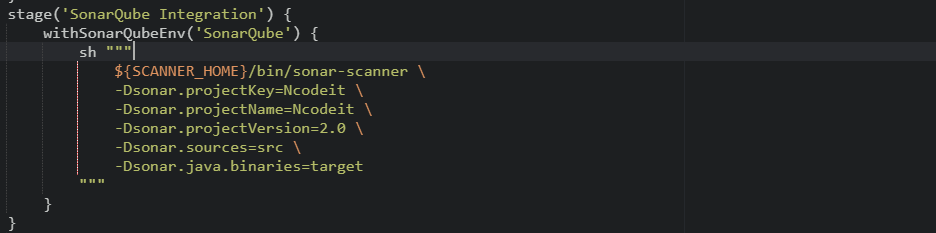 stage('SonarQube Integration') {
    withSonarQubeEnv('SonarQube') {
        sh """
            ${SCANNER_HOME}/bin/sonar-scanner \
            -Dsonar.projectKey=Ncodeit \
            -Dsonar.projectName=Ncodeit \
            -Dsonar.projectVersion=2.0 \
            -Dsonar.sources=src \
            -Dsonar.java.binaries=target
        """
    }
}